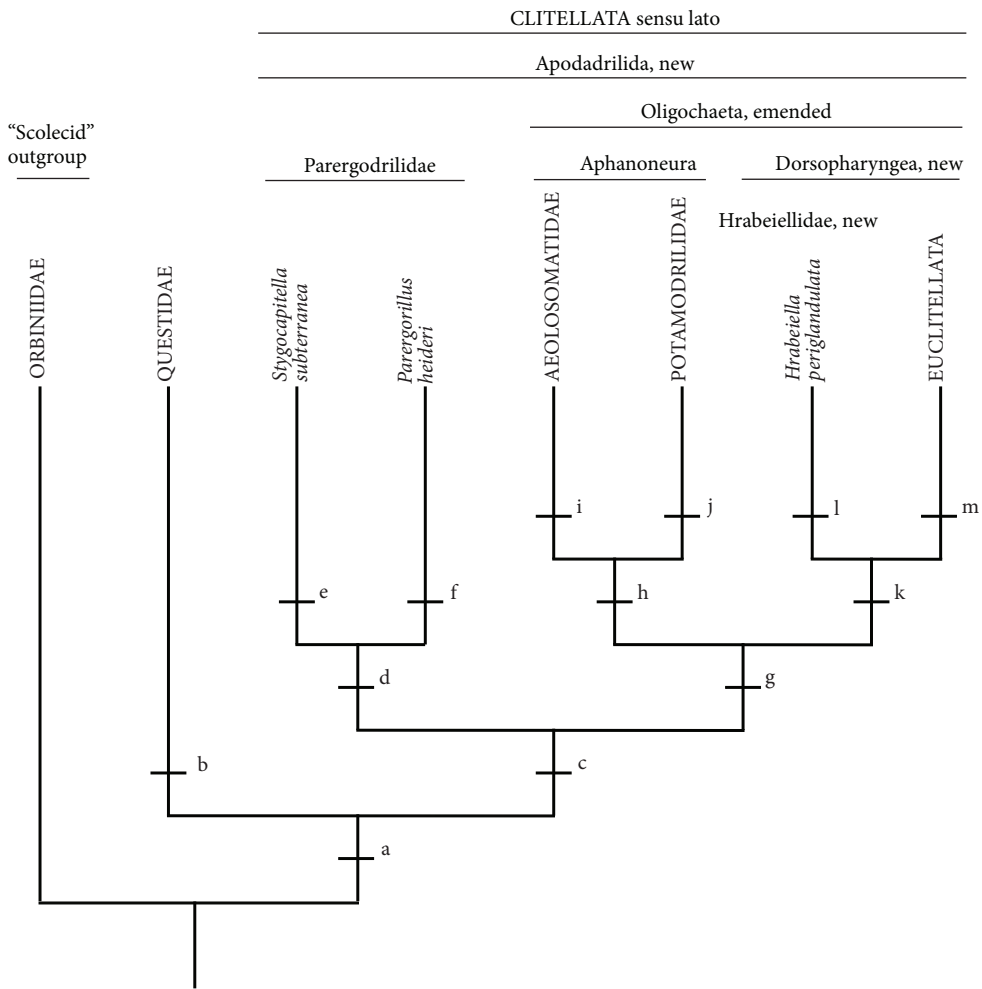 CLITELLATA sensu lato
Apodadrilida, new
Oligochaeta, emended
“Scolecid”
outgroup
Parergodrilidae
Aphanoneura
Dorsopharyngea, new
Hrabeiellidae, new
ORBINIIDAE
QUESTIDAE
Stygocapitella
subterranea
Parergorillus
heideri
AEOLOSOMATIDAE
POTAMODRILIDAE
Hrabeiella
periglandulata
EUCLITELLATA
i
j
l
m
e
f
h
k
d
g
b
c
a